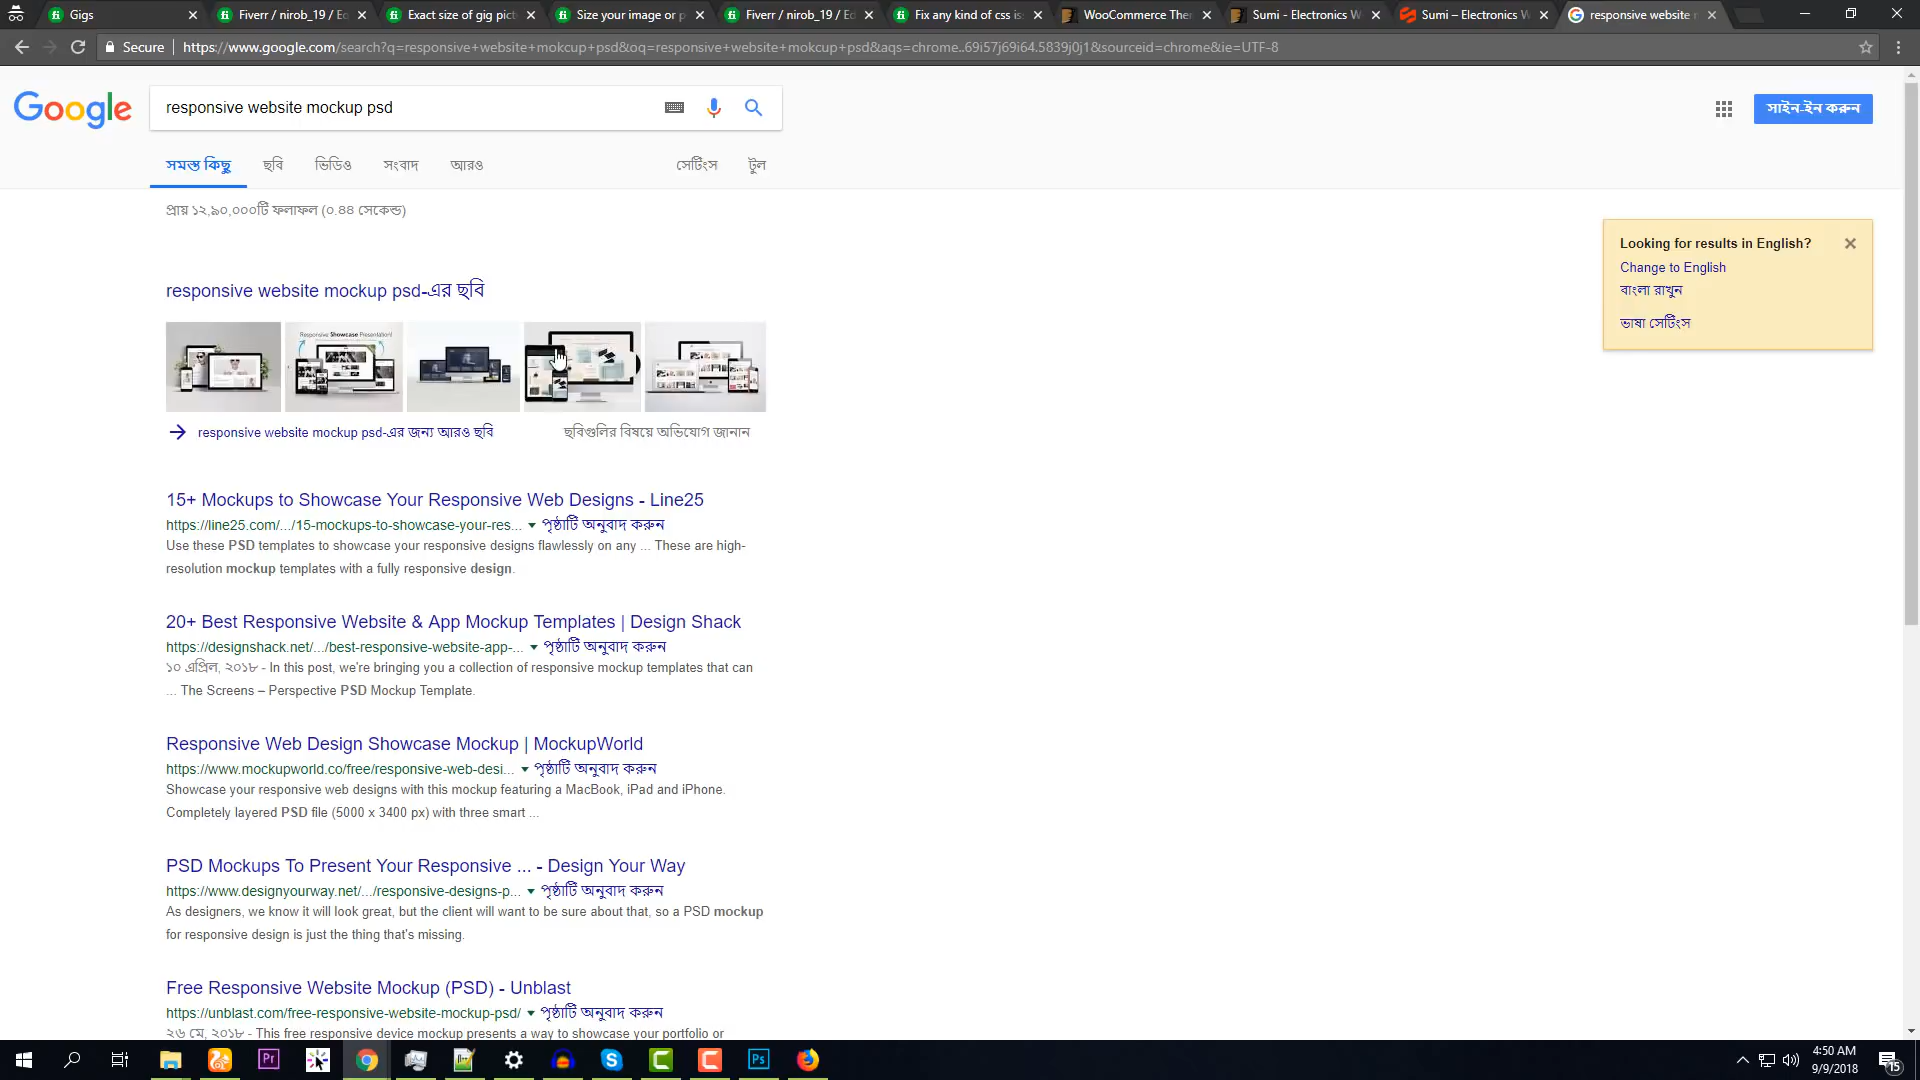 Gigs
Fiverr / nirob_19 / Ed
Exact size of gig pict
Size your image or p
Fiverr / nirob_19 / Ed
Fix any kind of css is
WooCommerce The
Sumi - Electronics W
Sumi – Electronics W
responsive website r
Secure
https://www.google.com/search?q=responsive+website+mokcup+psd&oq=responsive+website+mokcup+psd&aqs=chrome..69i57j69i64.5839j0j1&sourceid=chrome&ie=UTF-8
Google
responsive website mockup psd
সাইন-ইন করুন
সমস্ত কিছু ছবি ভিডিও সংবাদ আরও সেটিংস টুল
প্রায় ১২,৯০,০০০টি ফলাফল (০.৪৪ সেকেন্ড)
Looking for results in English?
Change to English
বাংলা রাখুন
ভাষা সেটিংস
responsive website mockup psd-এর ছবি
Responsive Showcase Presentation!
responsive website mockup psd-এর জন্য আরও ছবি
ছবিগুলির বিষয়ে অভিযোগ জানান
15+ Mockups to Showcase Your Responsive Web Designs - Line25
https://line25.com/.../15-mockups-to-showcase-your-res... পৃষ্ঠাটি অনুবাদ করুন
Use these PSD templates to showcase your responsive designs flawlessly on any ... These are high-
resolution mockup templates with a fully responsive design.
20+ Best Responsive Website & App Mockup Templates | Design Shack
https://designshack.net/.../best-responsive-website-app-... পৃষ্ঠাটি অনুবাদ করুন
১০ এপ্রিল, ২০১৮ - In this post, we're bringing you a collection of responsive mockup templates that can
... The Screens – Perspective PSD Mockup Template.
Responsive Web Design Showcase Mockup | MockupWorld
https://www.mockupworld.co/free/responsive-web-desi... পৃষ্ঠাটি অনুবাদ করুন
Showcase your responsive web designs with this mockup featuring a MacBook, iPad and iPhone.
Completely layered PSD file (5000 x 3400 px) with three smart ...
PSD Mockups To Present Your Responsive ... - Design Your Way
https://www.designyourway.net/.../responsive-designs-p... পৃষ্ঠাটি অনুবাদ করুন
As designers, we know it will look great, but the client will want to be sure about that, so a PSD mockup
for responsive design is just the thing that's missing.
Free Responsive Website Mockup (PSD) - Unblast
https://unblast.com/free-responsive-website-mockup-psd/ পৃষ্ঠাটি অনুবাদ করুন
২৬ মে, ২০১৮ - This free responsive device mockup presents a way to showcase your portfolio or
Pr
Ps
4:50 AM
9/9/2018
15